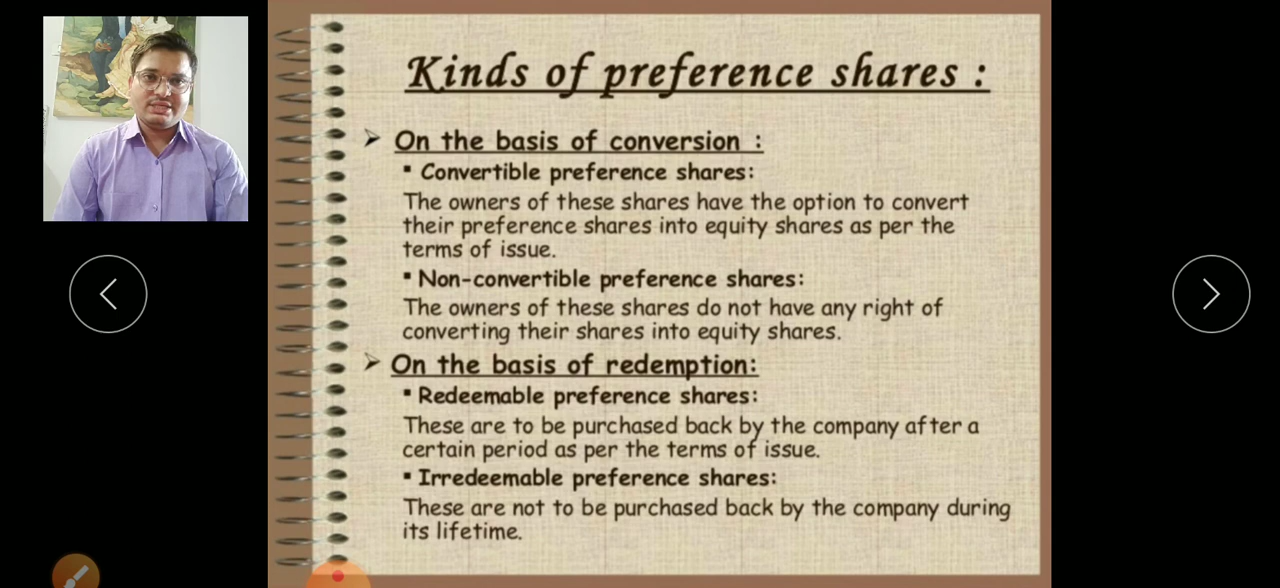 Kinds of preference shares :
➢ On the basis of conversion :
▪ Convertible preference shares:
The owners of these shares have the option to convert
their preference shares into equity shares as per the
terms of issue.
▪ Non-convertible preference shares:
The owners of these shares do not have any right of
converting their shares into equity shares.
➢ On the basis of redemption:
▪ Redeemable preference shares:
These are to be purchased back by the company after a
certain period as per the terms of issue.
▪ Irredeemable preference shares:
These are not to be purchased back by the company during
its lifetime.